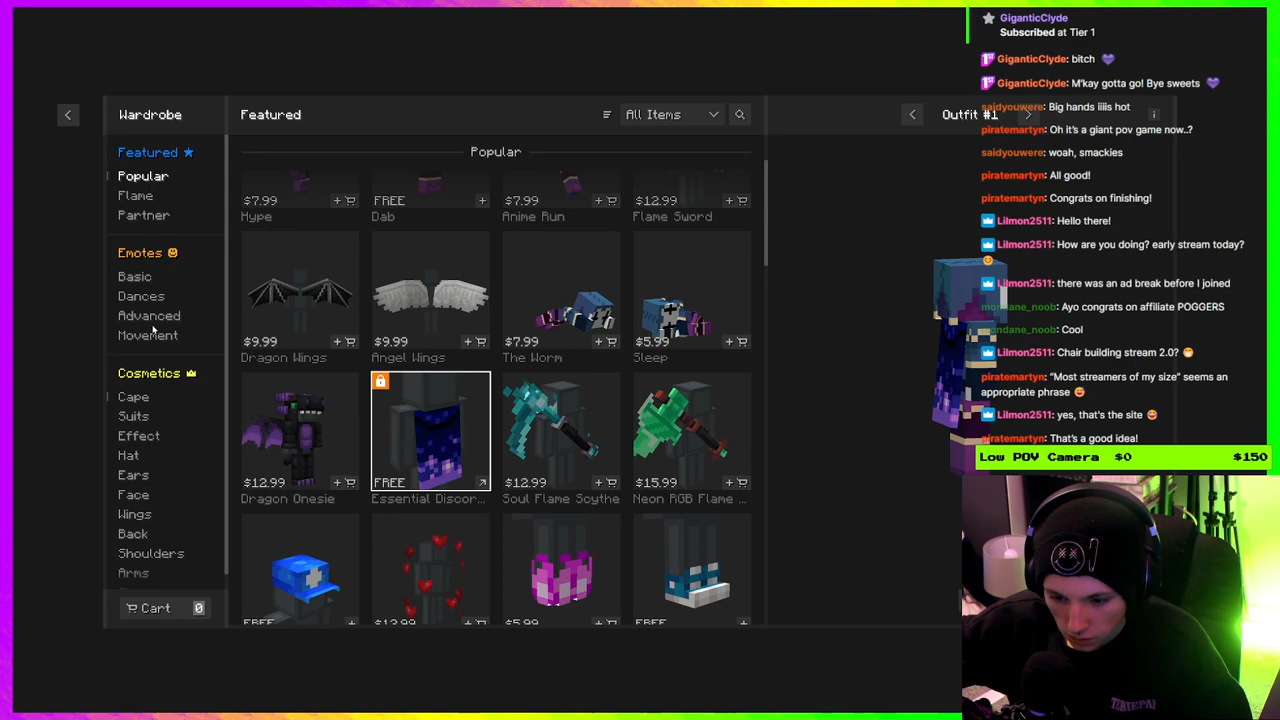 Wardrobe
Featured ★
Popular
Flame
Partner
Emotes
Basic
Dances
Advanced
Movement
Cosmetics
Cape
Suits
Effect
Hat
Ears
Face
Wings
Back
Shoulders
Arms
Cart 0
Featured
All Items
Popular
$7.99
FREE
$7.99
$12.99
Hype
Dab
Anime Run
Flame Sword
$9.99
$9.99
$7.99
$5.99
Dragon Wings
Angel Wings
The Worm
Sleep
$12.99
FREE
$12.99
$15.99
Dragon Onesie
Essential Discor...
Soul Flame Scythe
Neon RGB Flame ...
FREE
$12.99
$5.99
FREE
Outfit #1
GiganticClyde
Subscribed at Tier 1
GiganticClyde: bitch
GiganticClyde: M'kay gotta go! Bye sweets
saidyouwere: Big hands iiiis hot
piratemartyn: Oh it's a giant pov game now..?
saidyouwere: woah, smackies
piratemartyn: All good!
piratemartyn: Congrats on finishing!
Lilmon2511: Hello there!
Lilmon2511: How are you doing? early stream today?
Lilmon2511: there was an ad break before I joined
mondane_noob: Ayo congrats on affiliate POGGERS
mondane_noob: Cool
Lilmon2511: Chair building stream 2.0?
piratemartyn: “Most streamers of my size” seems an
appropriate phrase
Lilmon2511: yes, that's the site
piratemartyn: That's a good idea!
Low POV Camera $0 $150